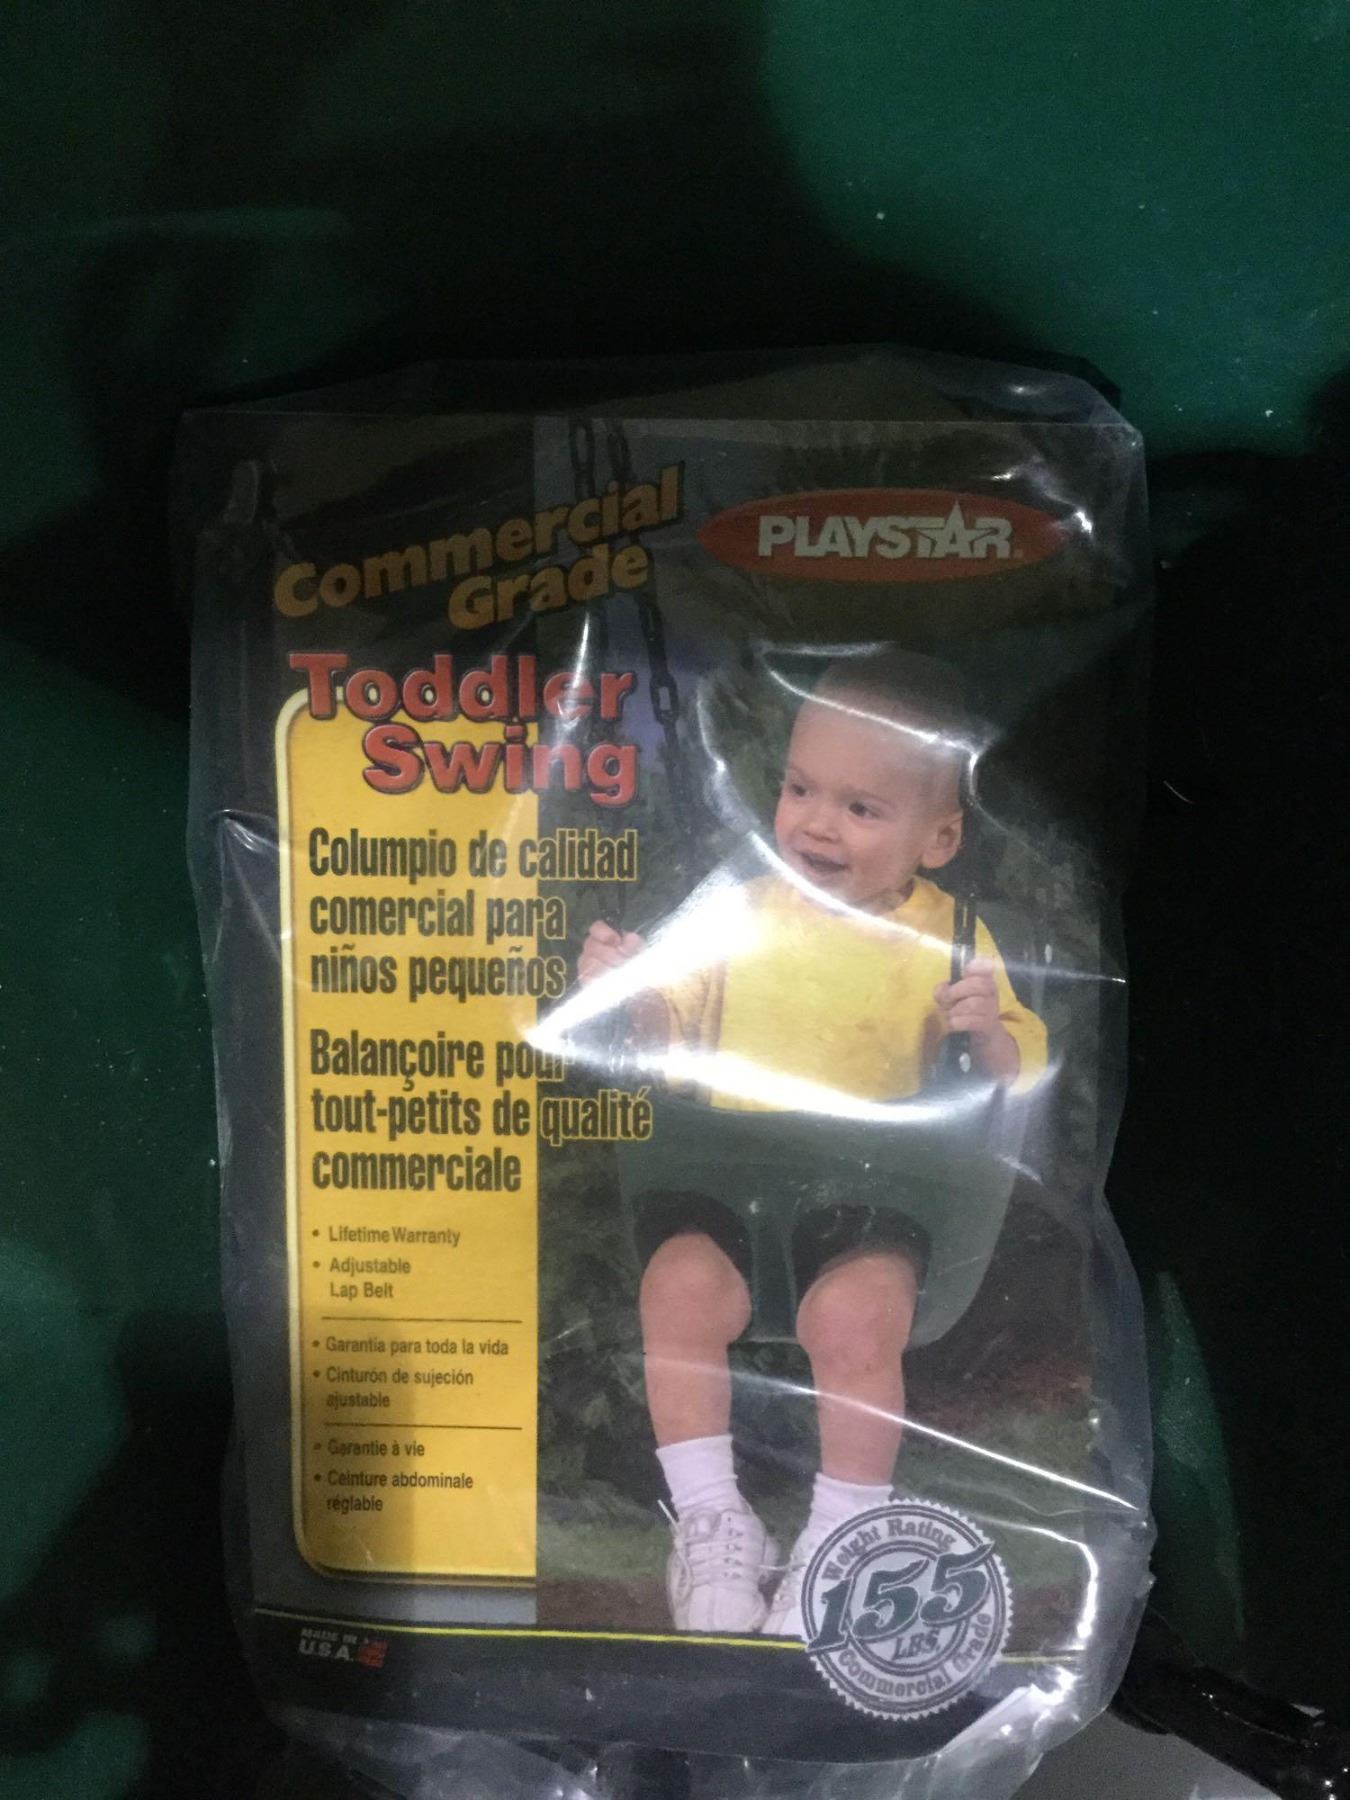 Commercial
Grade
PLAYSTAR
Toddler
Swing
Columpio de calidad
comercial para
niños pequeños
Balançoire pour
tout-petits de qualité
commerciale
• Lifetime Warranty
• Adjustable
Lap Belt
• Garantía para toda la vida
• Cinturón de sujeción
ajustable
• Garantie à vie
• Ceinture abdominale
réglable
MADE IN
U.S.A.
Weight Rating
155
LBS.
Commercial Grade